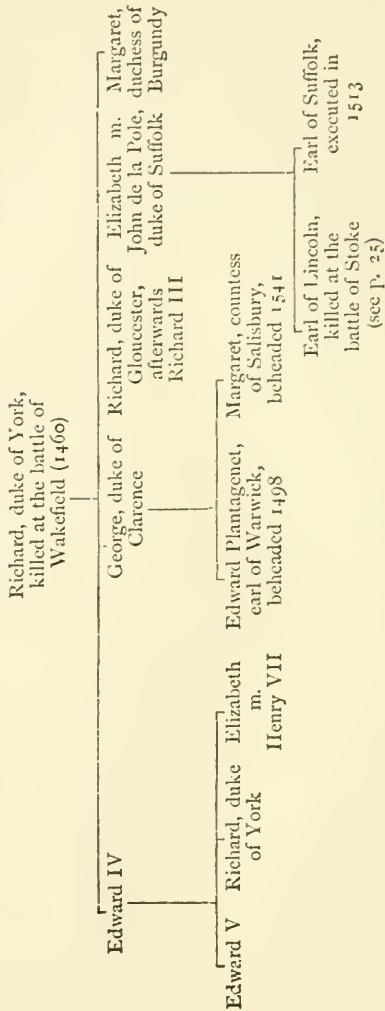 Richard, duke of York,
killed at the battle of
Wakefield (1460)
Edward IV
George, duke of
Clarence
Richard, duke of
Gloucester,
afterwards
Richard III
Elizabeth m.
John de la Pole,
duke of Suffolk
Margaret,
duchess of
Burgundy
Edward V
Richard, duke
of York
Elizabeth
m.
Henry VII
Edward Plantagenet,
earl of Warwick,
beheaded 1498
Margaret, countess
of Salisbury,
beheaded 1541
Earl of Lincoln,
killed at the
battle of Stoke
(see p. 25)
Earl of Suffolk,
executed in
1513